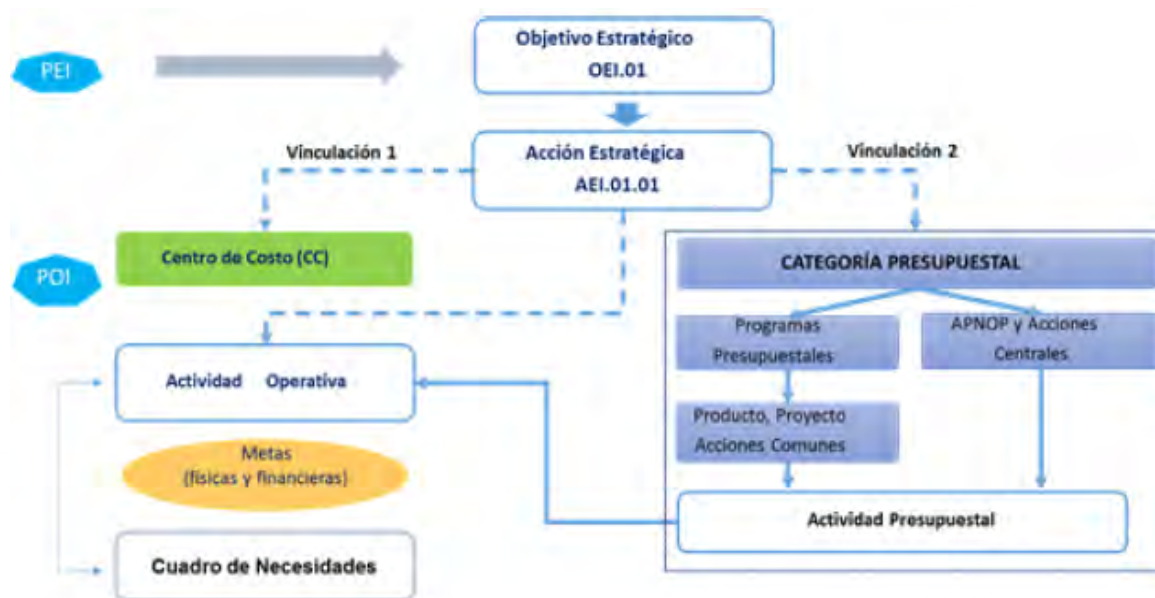 PEI
Objetivo Estratégico
OEI.01
Vinculación 1
Acción Estratégica
AEI.01.01
Vinculación 2
POI
Centro de Costo (CC)
CATEGORÍA PRESUPUESTAL
Programas
Presupuestales
APNOP y Acciones
Centrales
Actividad Operativa
Producto, Proyecto
Acciones Comunes
Metas
(físicas y financieras)
Actividad Presupuestal
Cuadro de Necesidades